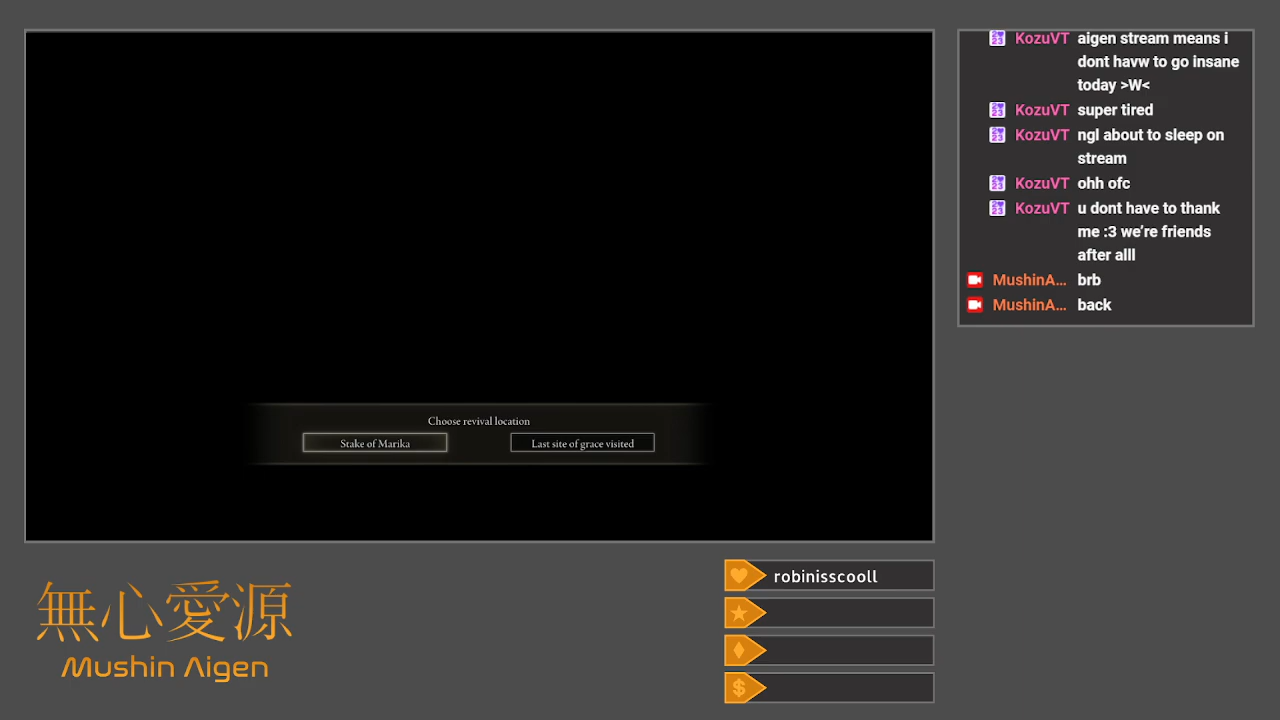 KozuVT aigen stream means i
dont havw to go insane
today >W<
KozuVT super tired
KozuVT ngl about to sleep on
stream
KozuVT ohh ofc
KozuVT u dont have to thank
me :3 we're friends
after alll
MushinA... brb
MushinA... back
Choose revival location
Stake of Marika
Last site of grace visited
無心愛源
Mushin Aigen
robinisscooll